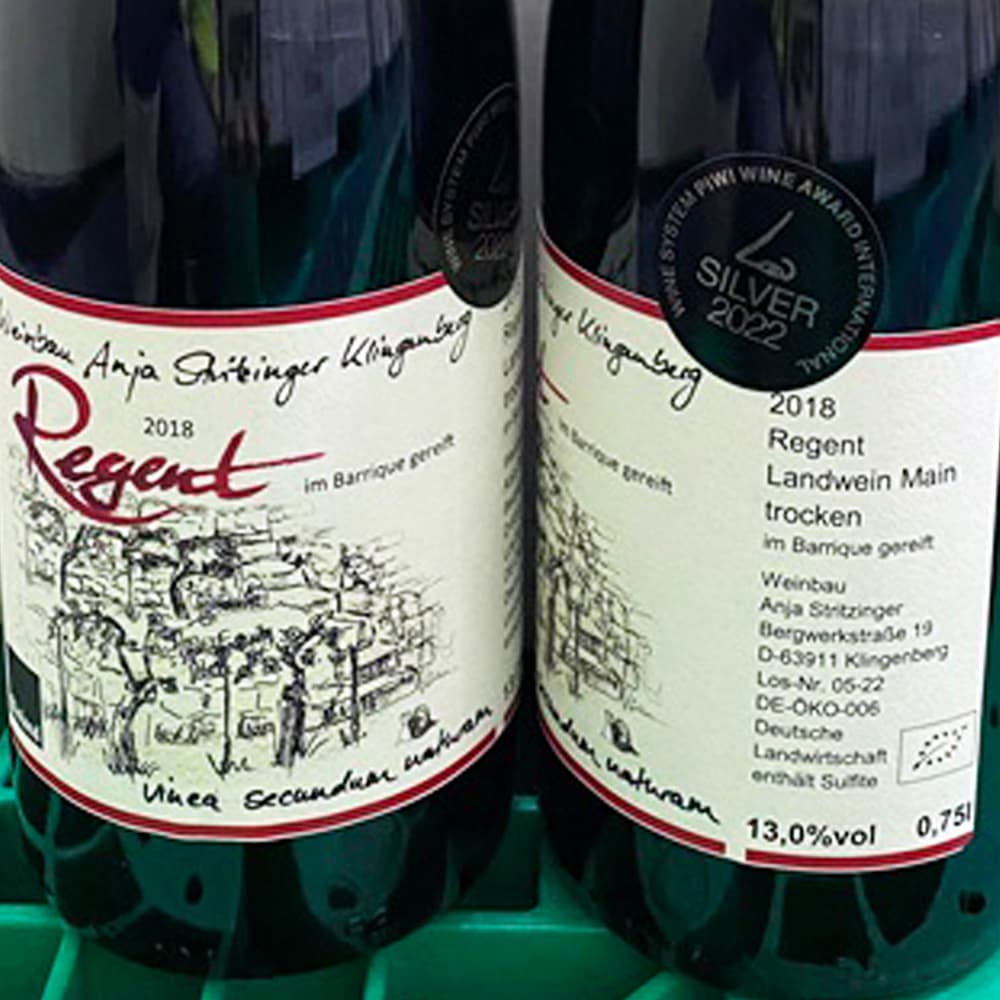 Weinbau Anja Stritzinger Klingenberg
2018
Regent
im Barrique gereift
vinea secundum naturam
WINE SYSTEM
SILVER
Klingenberg
im Barrique gereift
naturam
WINE SYSTEM PIWI WINE AWARD INTERNATIONAL
SILVER
2022
2018
Regent
Landwein Main
trocken
im Barrique gereift
Weinbau
Anja Stritzinger
Bergwerkstraße 19
D-63911 Klingenberg
Los-Nr. 05-22
DE-ÖKO-006
Deutsche
Landwirtschaft
enthält Sulfite
13,0%vol 0,75l